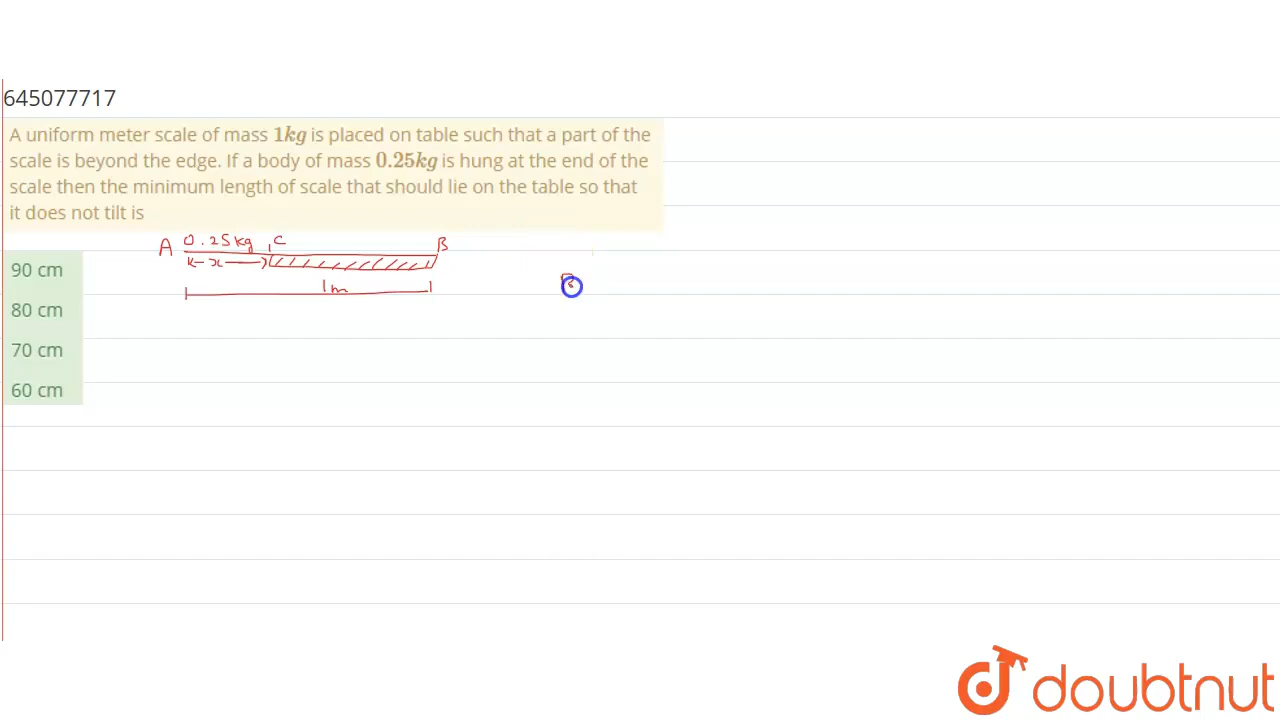 645077717
A uniform meter scale of mass 1kg is placed on table such that a part of the
scale is beyond the edge. If a body of mass 0.25kg is hung at the end of the
scale then the minimum length of scale that should lie on the table so that
it does not tilt is
A 0.25kg C B
x
90 cm
1m
80 cm
70 cm
60 cm
doubtnut